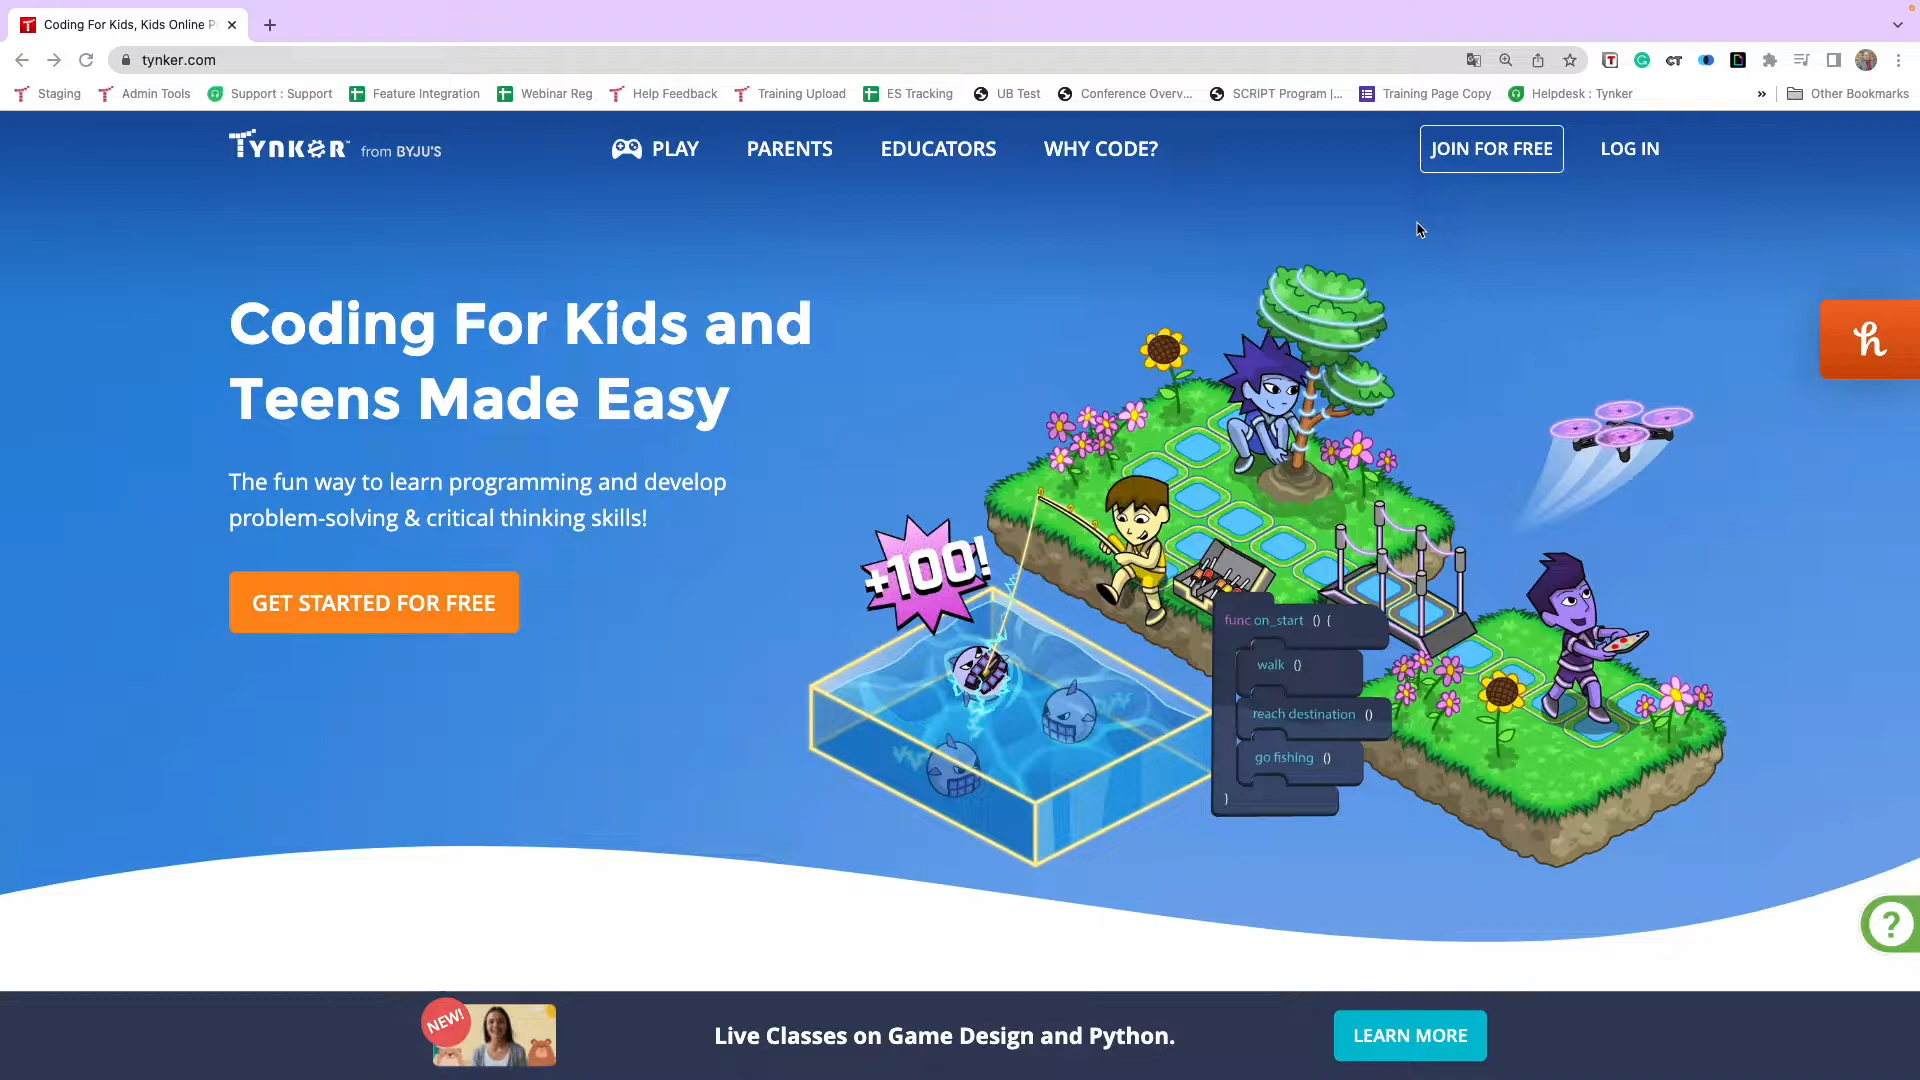 Coding For Kids, Kids Online P
tynker.com
Staging
Admin Tools
Support : Support
Feature Integration
Webinar Reg
Help Feedback
Training Upload
ES Tracking
UB Test
Conference Overv...
SCRIPT Program |...
Training Page Copy
Helpdesk : Tynker
»
Other Bookmarks
TYNKER from BYJU'S
PLAY
PARENTS
EDUCATORS
WHY CODE?
JOIN FOR FREE
LOG IN
Coding For Kids and
Teens Made Easy
The fun way to learn programming and develop
problem-solving & critical thinking skills!
GET STARTED FOR FREE
+100!
func on_start () {
walk ()
reach destination ()
go fishing ()
}
h
?
NEW!
Live Classes on Game Design and Python.
LEARN MORE